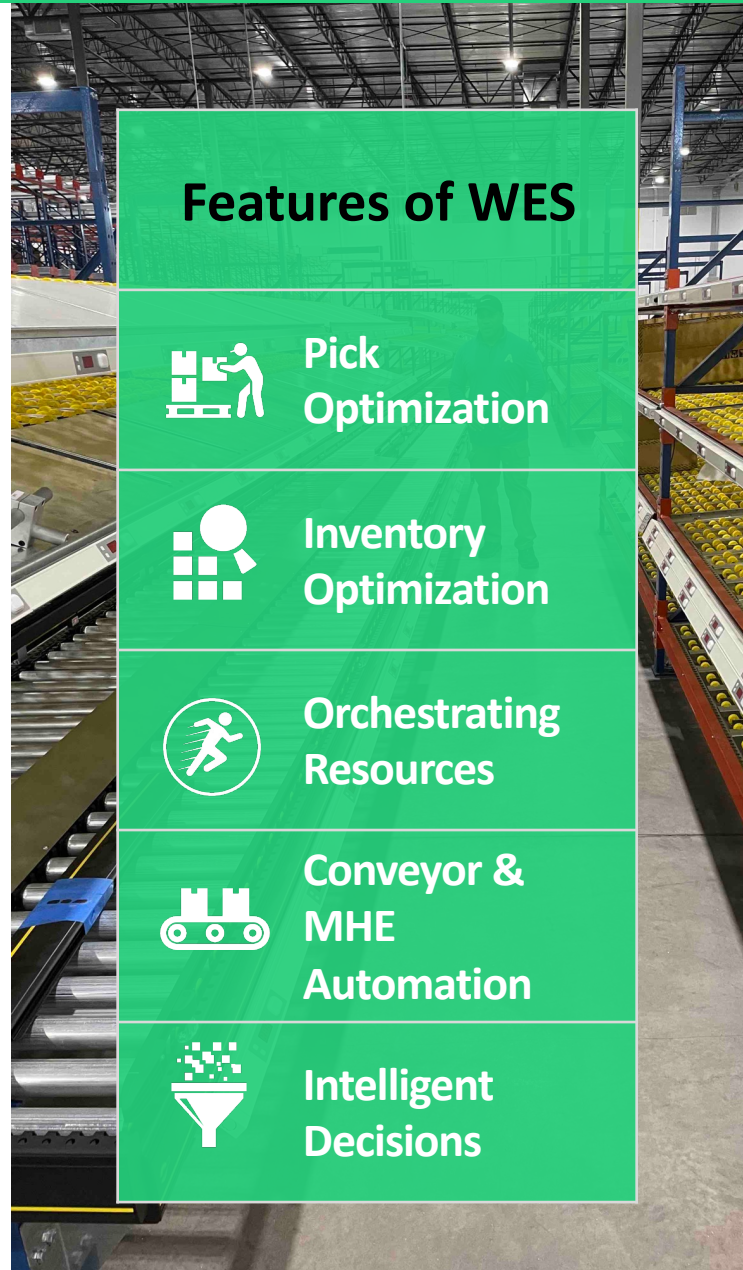 Features of WES
Pick
Optimization
Inventory
Optimization
Orchestrating
Resources
Conveyor &
MHE
Automation
Intelligent
Decisions